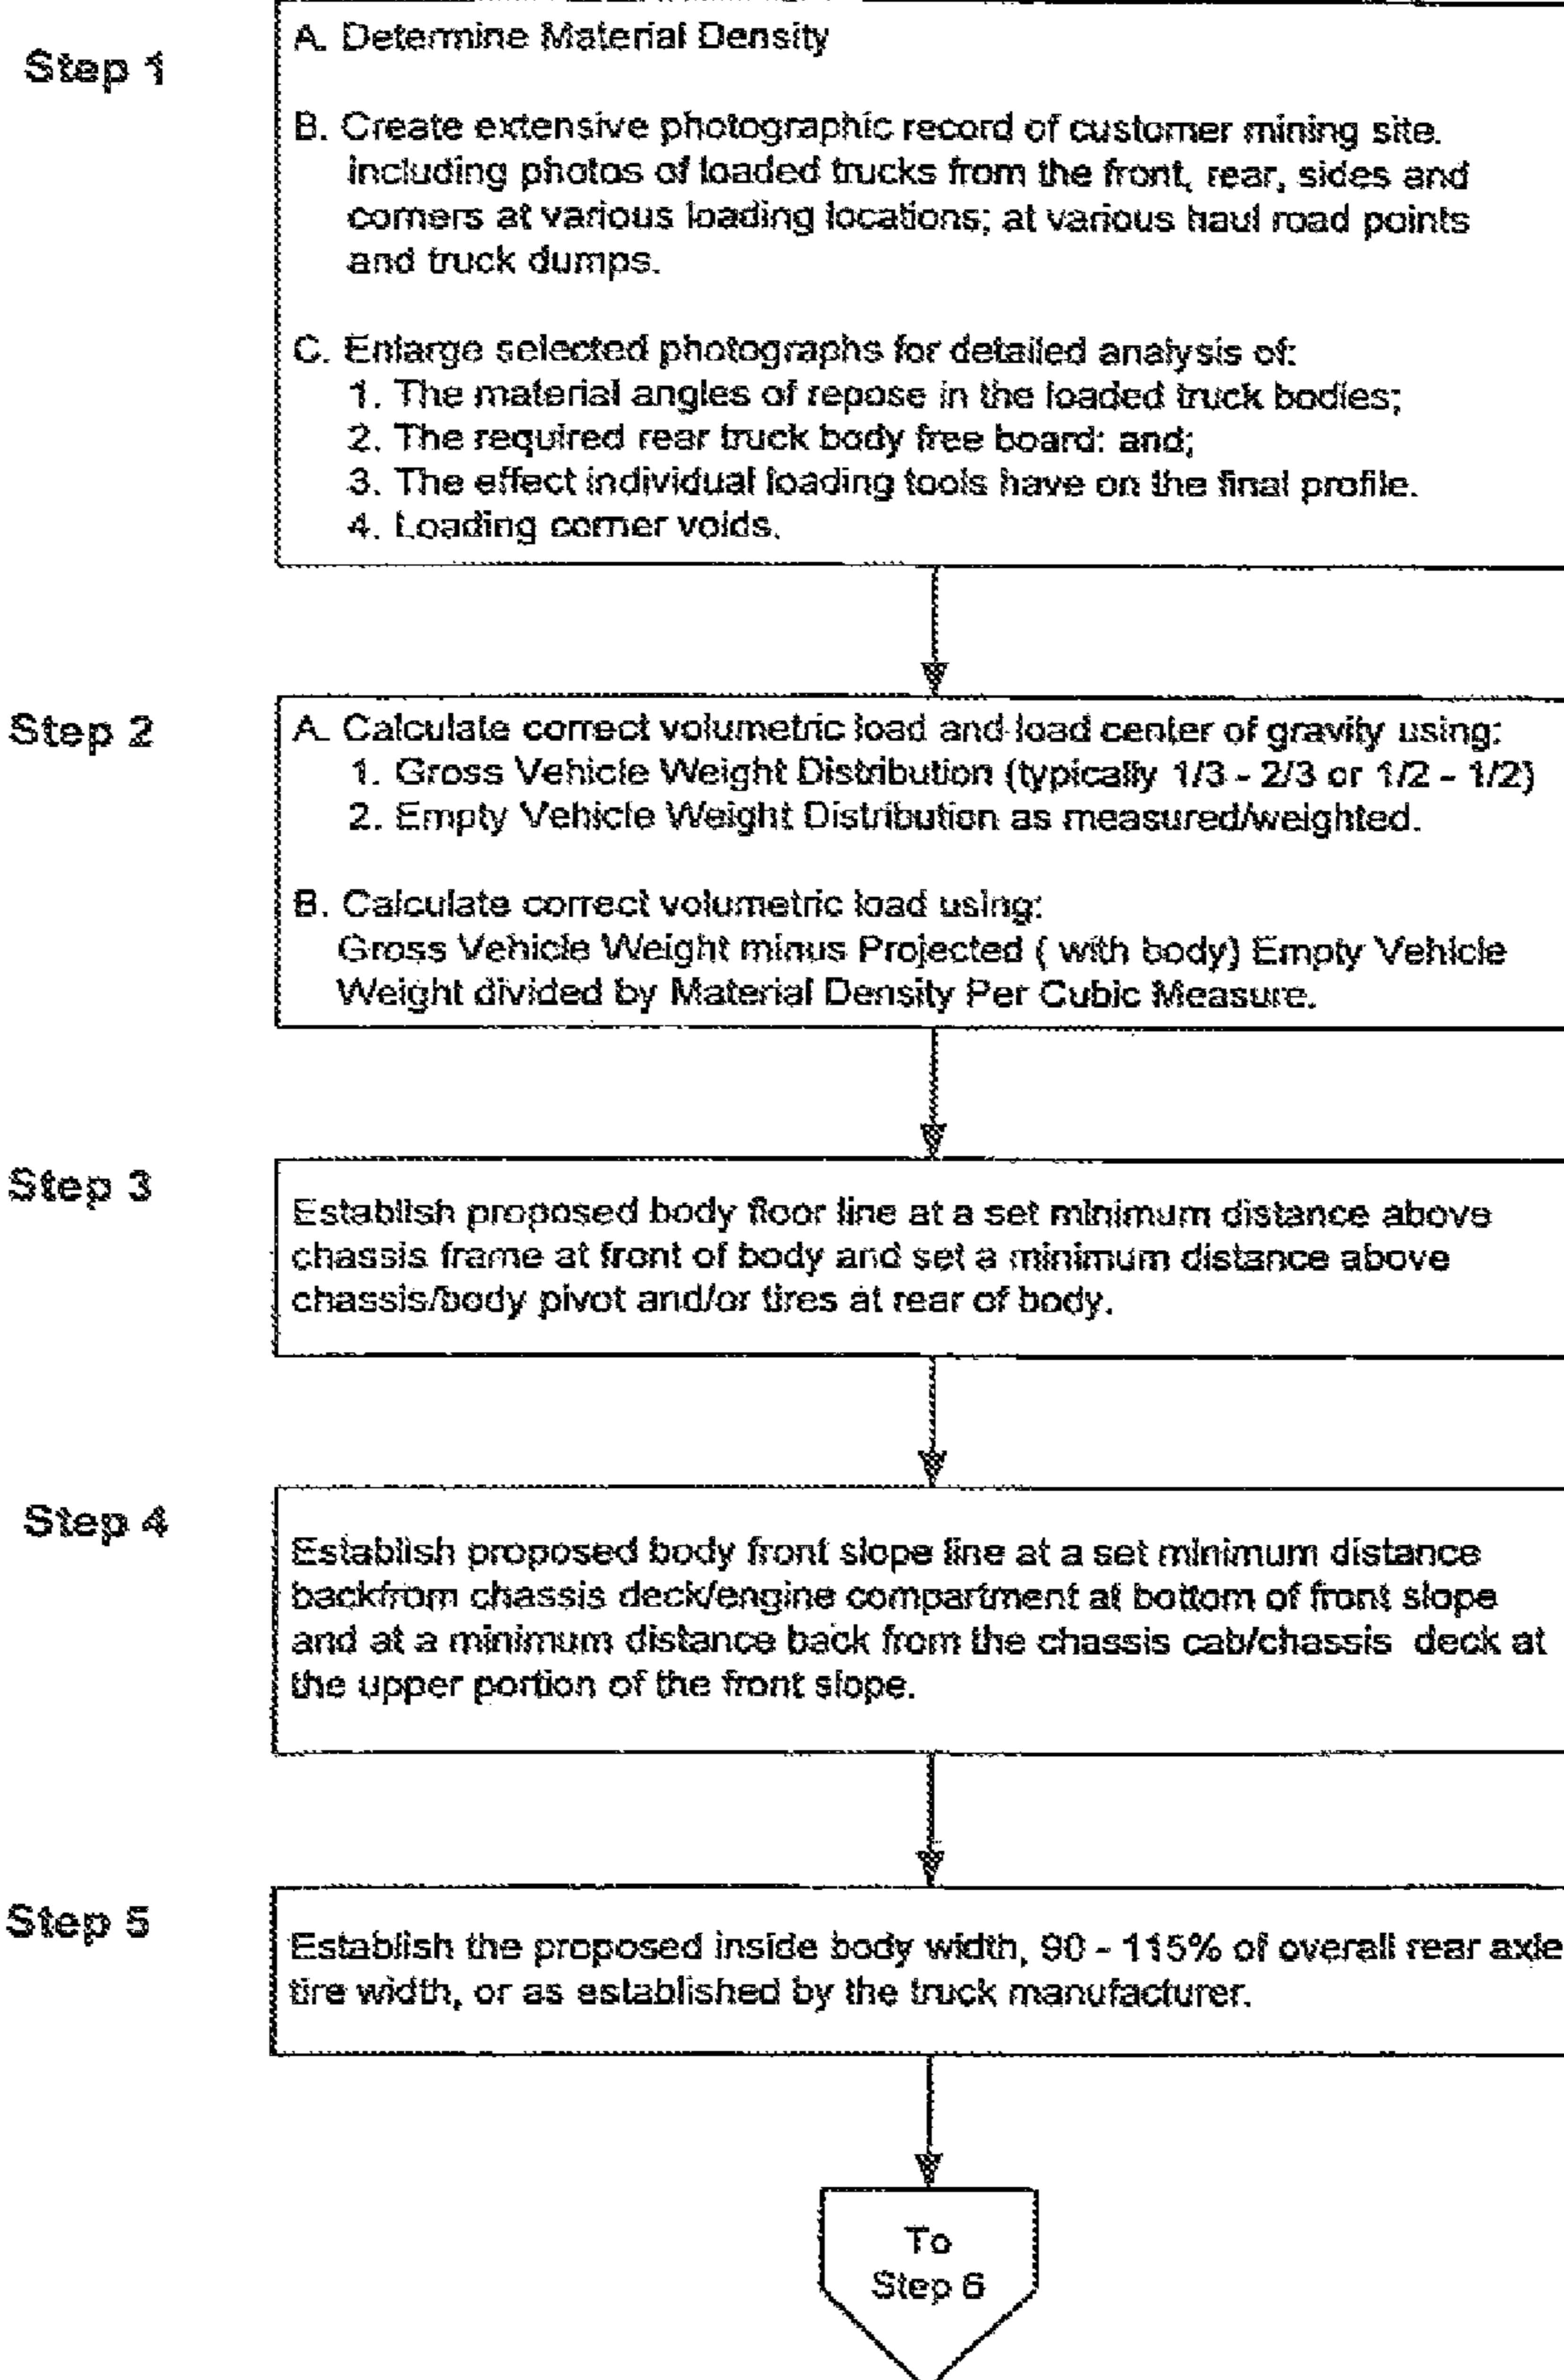 Step 1
A. Determine Material Density
B. Create extensive photographic record of customer mining site.
including photos of loaded trucks from the front, rear, sides and
corners at various loading locations; at various haul road points
and truck dumps.
C. Enlarge selected photographs for detailed analysis of:
1. The material angles of repose in the loaded truck bodies;
2. The required rear truck body free board: and;
3. The effect individual loading tools have on the final profile.
4. Loading corner voids.
Step 2
A. Calculate correct volumetric load and load center of gravity using:
1. Gross Vehicle Weight Distribution (typically 1/3 - 2/3 or 1/2 - 1/2)
2. Empty Vehicle Weight Distribution as measured/weighted.
B. Calculate correct volumetric load using:
Gross Vehicle Weight minus Projected ( with body) Empty Vehicle
Weight divided by Material Density Per Cubic Measure.
Step 3
Establish proposed body floor line at a set minimum distance above
chassis frame at front of body and set a minimum distance above
chassis/body pivot and/or tires at rear of body.
Step 4
Establish proposed body front slope line at a set minimum distance
backfrom chassis deck/engine compartment at bottom of front slope
and at a minimum distance back from the chassis cab/chassis deck at
the upper portion of the front slope.
Step 5
Establish the proposed inside body width, 90 - 115% of overall rear axle
tire width, or as established by the truck manufacturer.
To
Step 6